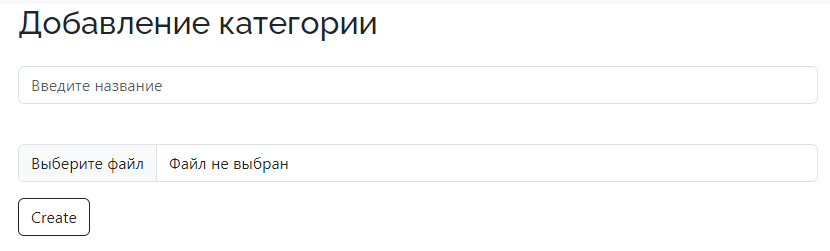 Добавление категории
Введите название
Выберите файл Файл не выбран
Create